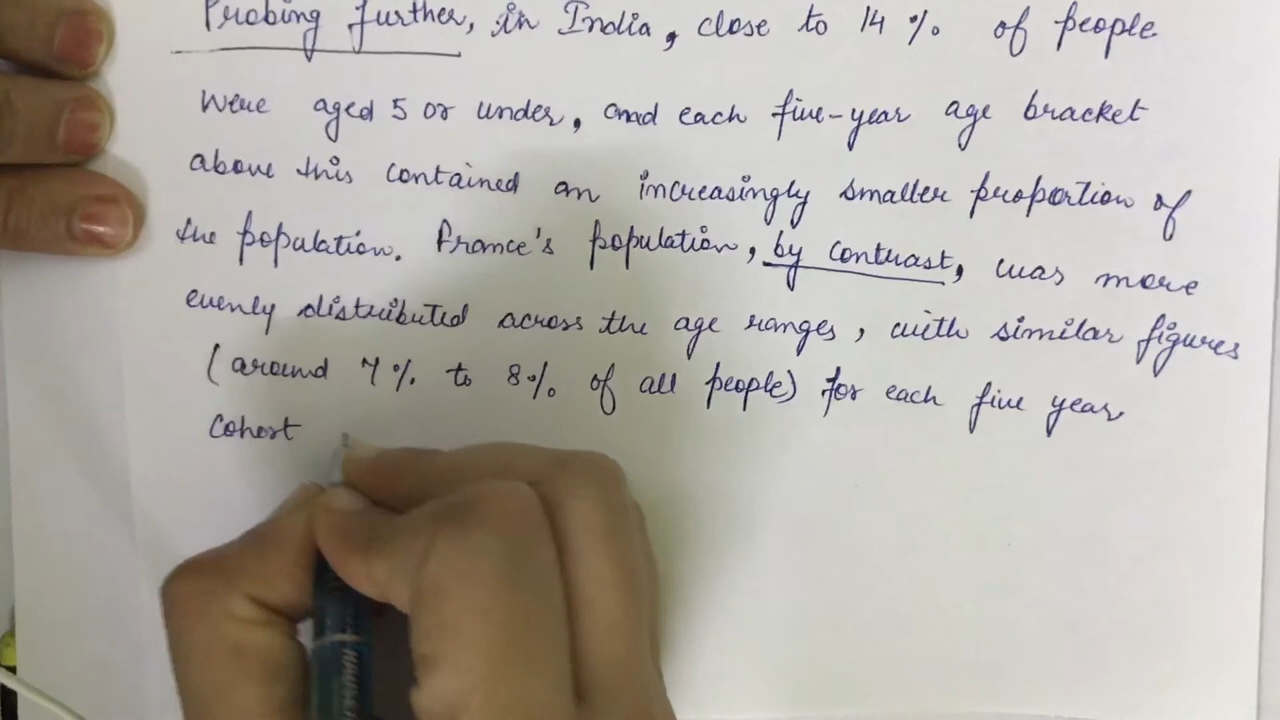 Probing further, in India, close to 14 % of people
were aged 5 or under, and each five-year age bracket
above this contained an increasingly smaller proportion of
the population. France's population, by contrast, was more
evenly distributed across the age ranges, with similar figures
(around 7% to 8% of all people) for each five year
cohort